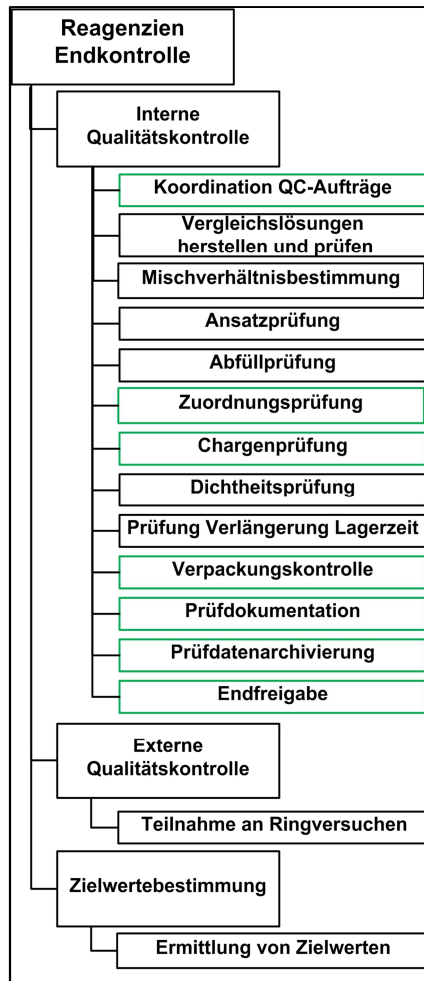 Reagenzien
Endkontrolle
Interne
Qualitätskontrolle
Koordination QC-Aufträge
Vergleichslösungen
herstellen und prüfen
Mischverhältnisbestimmung
Ansatzprüfung
Abfüllprüfung
Zuordnungsprüfung
Chargenprüfung
Dichtheitsprüfung
Prüfung Verlängerung Lagerzeit
Verpackungskontrolle
Prüfdokumentation
Prüfdatenarchivierung
Endfreigabe
Externe
Qualitätskontrolle
Teilnahme an Ringversuchen
Zielwertebestimmung
Ermittlung von Zielwerten